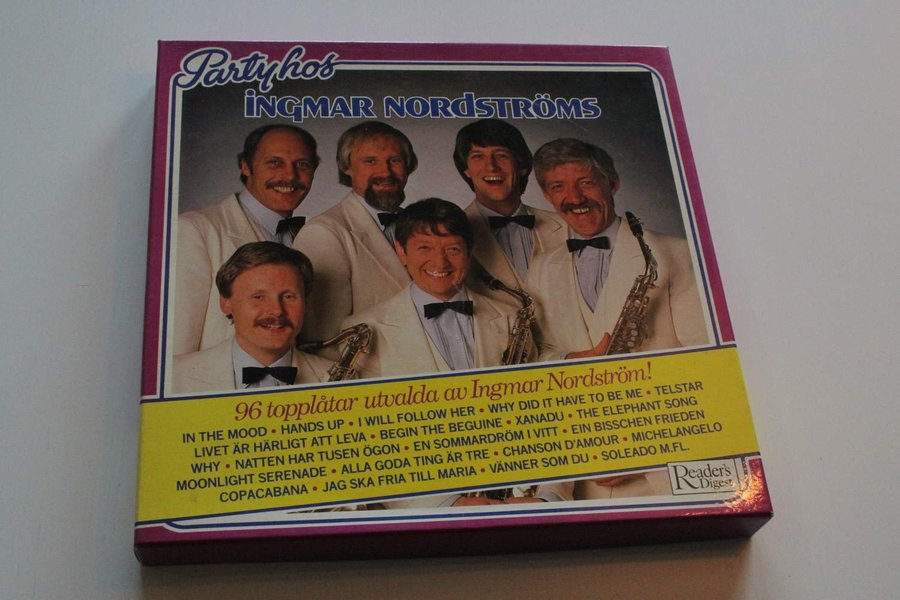 Party hos
INGMAR NORDSTRÖMS
96 topplåtar utvalda av Ingmar Nordström!
IN THE MOOD • HANDS UP • I WILL FOLLOW HER • WHY DID IT HAVE TO BE ME • TELSTAR
LIVET ÄR HÄRLIGT ATT LEVA • BEGIN THE BEGUINE • XANADU • THE ELEPHANT SONG
WHY • NATTEN HAR TUSEN ÖGON • EN SOMMARDRÖM I VITT • EIN BISSCHEN FRIEDEN
MOONLIGHT SERENADE • ALLA GODA TING ÄR TRE • CHANSON D'AMOUR • MICHELANGELO
COPACABANA • JAG SKA FRIA TILL MARIA • VÄNNER SOM DU • SOLEADO M.FL.
Reader's
Digest